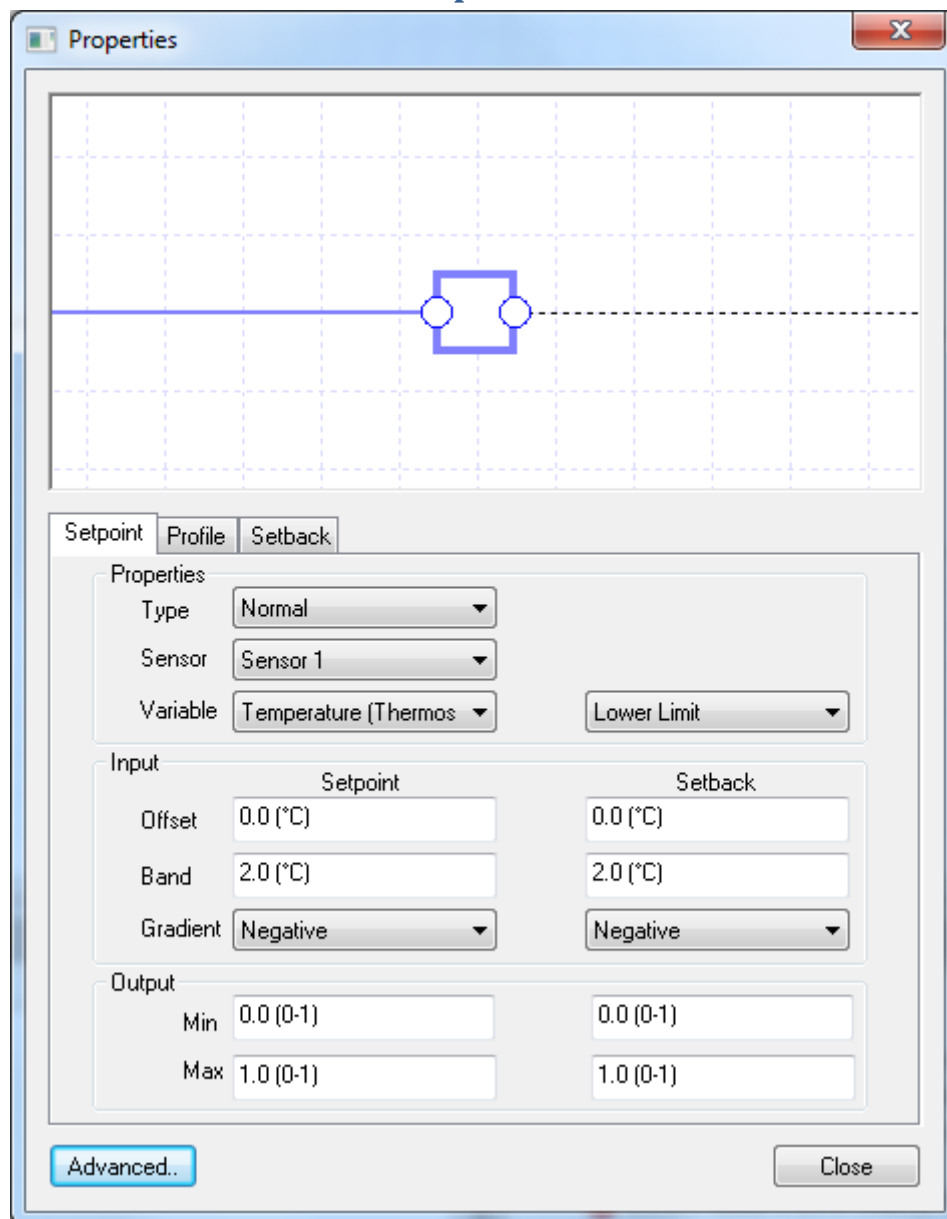 Properties
Setpoint Profile Setback
Properties
Type Normal
Sensor Sensor 1
Variable Temperature (Thermos Lower Limit
Input
Setpoint Setback
Offset 0.0 (°C) 0.0 (°C)
Band 2.0 (°C) 2.0 (°C)
Gradient Negative Negative
Output
Min 0.0 (0-1) 0.0 (0-1)
Max 1.0 (0-1) 1.0 (0-1)
Advanced.. Close